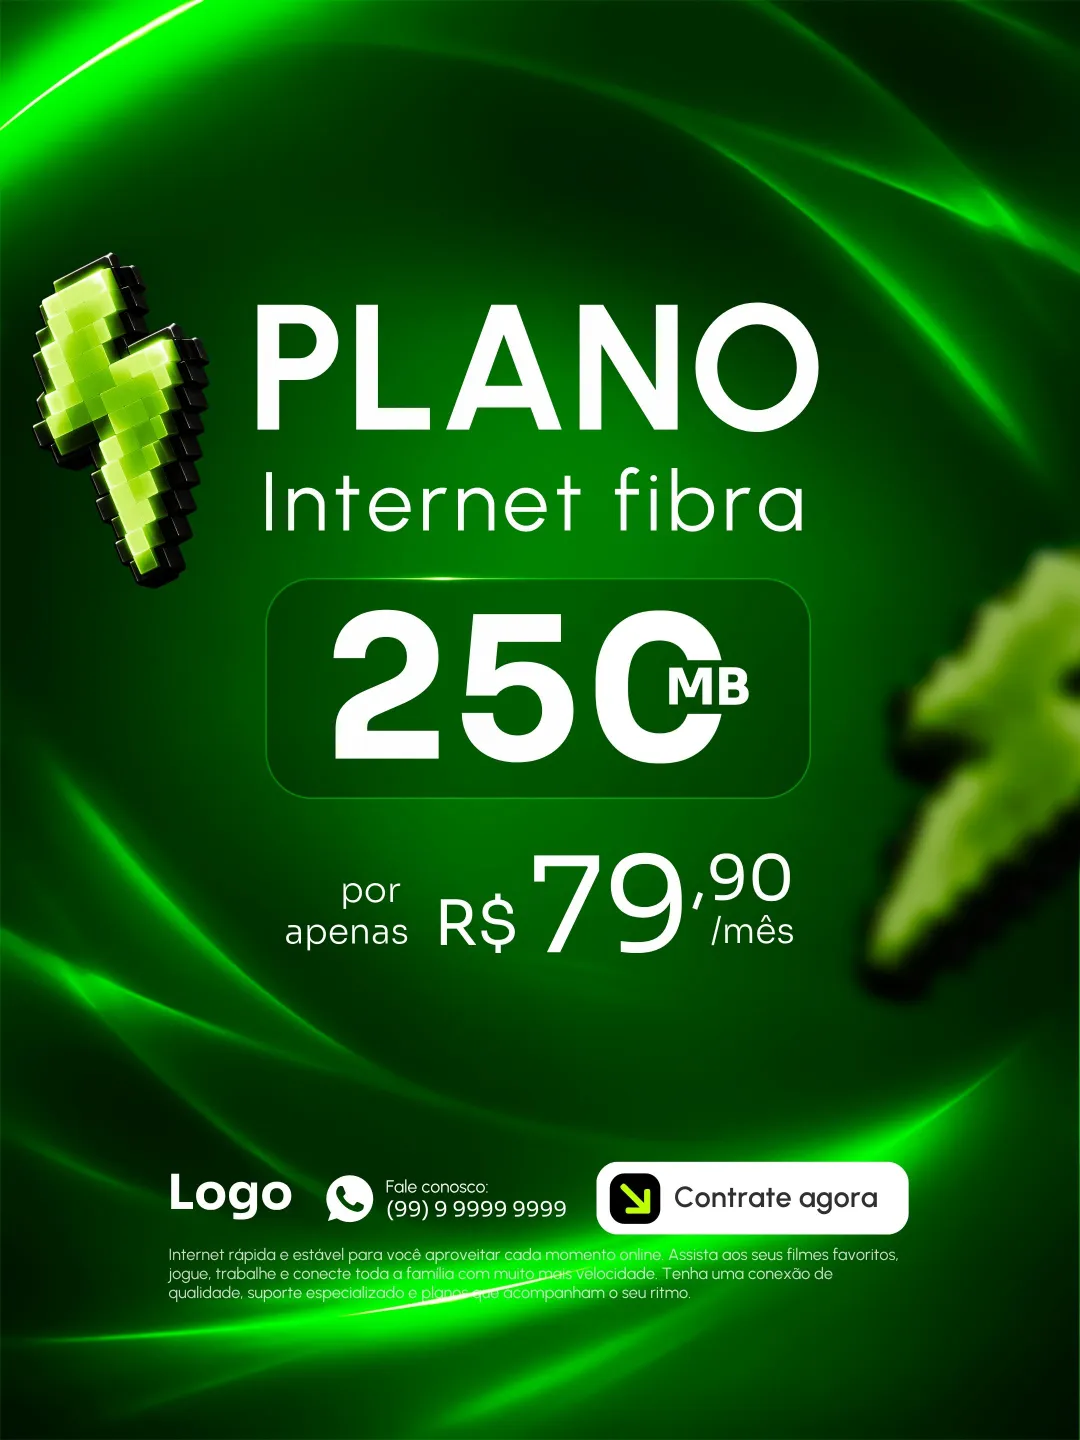 PLANO
Internet fibra
250 MB
por apenas R$ 79,90 /mês
Logo
Fale conosco:
(99) 9 9999 9999
Contrate agora
Internet rápida e estável para você aproveitar cada momento online. Assista aos seus filmes favoritos,
jogue, trabalhe e conecte toda a família com muito mais velocidade. Tenha uma conexão de
qualidade, suporte especializado e planos que acompanham o seu ritmo.